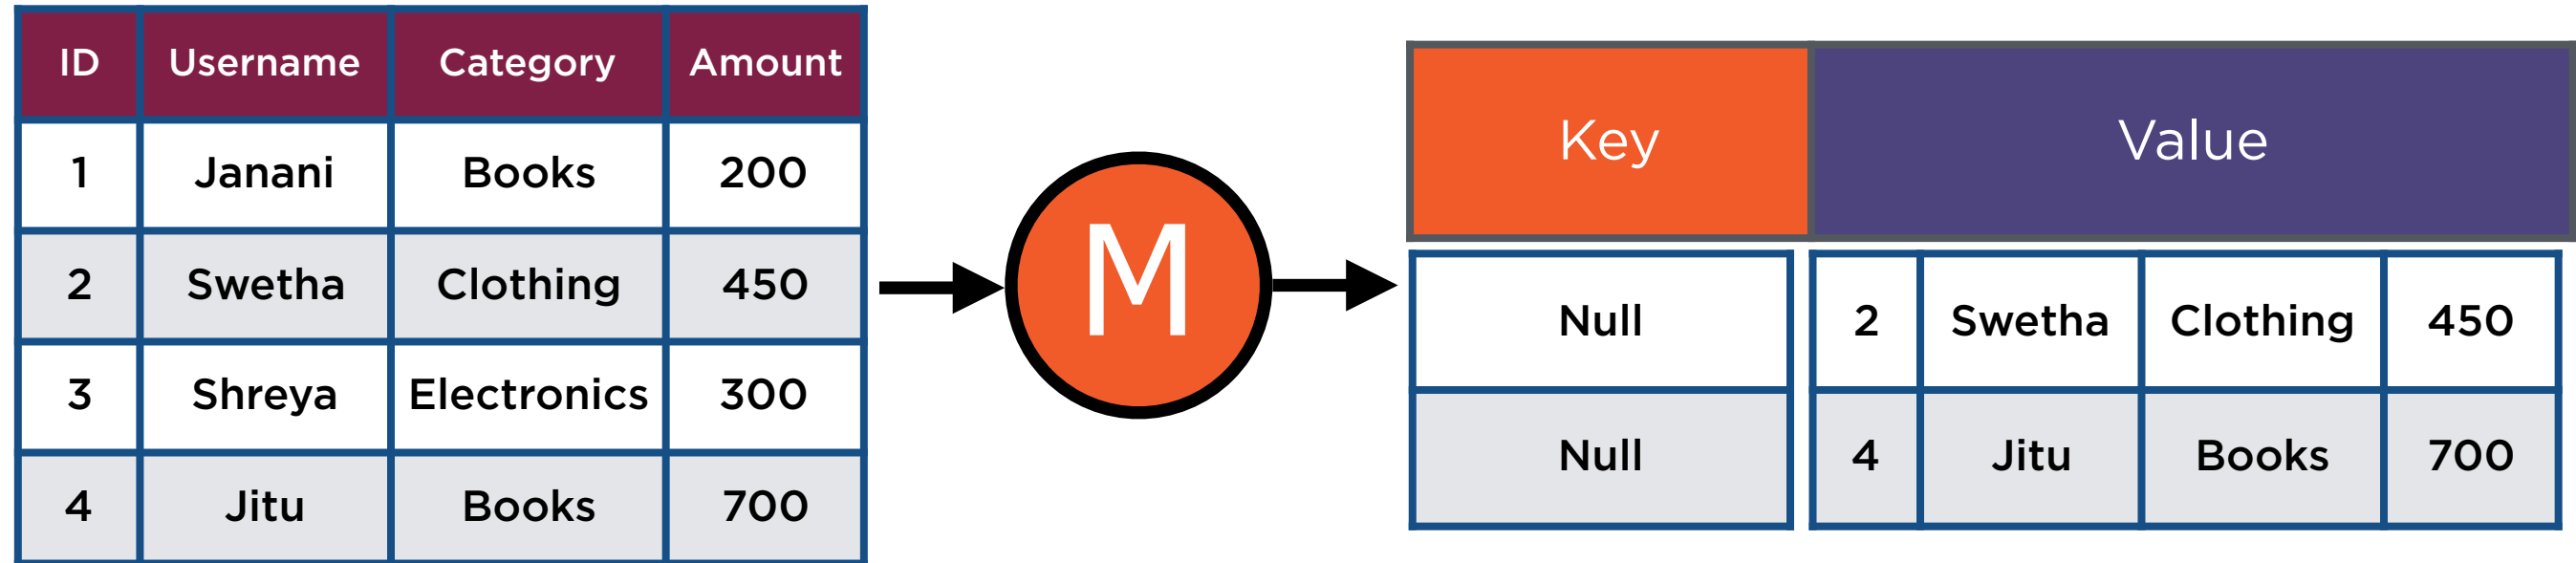 ID Username Category Amount
1 Janani Books 200
2 Swetha Clothing 450
3 Shreya Electronics 300
4 Jitu Books 700
M
Key Value
Null 2 Swetha Clothing 450
Null 4 Jitu Books 700